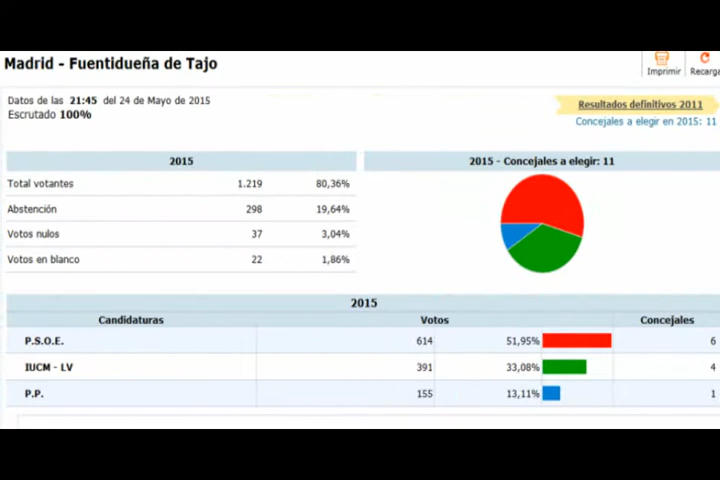 Madrid - Fuentidueña de Tajo
Imprimir Recarga
Datos de las 21:45 del 24 de Mayo de 2015
Escrutado 100%
Resultados definitivos 2011
Concejales a elegir en 2015: 11
2015
Total votantes 1.219 80,36%
Abstención 298 19,64%
Votos nulos 37 3,04%
Votos en blanco 22 1,86%
2015 - Concejales a elegir: 11
2015
Candidaturas Votos Concejales
P.S.O.E. 614 51,95% 6
IUCM - LV 391 33,08% 4
P.P. 155 13,11% 1